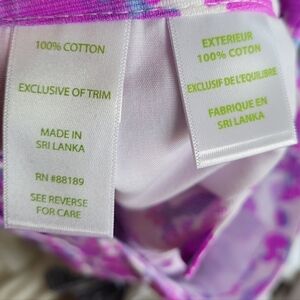 100% COTTON
EXCLUSIVE OF TRIM
MADE IN
SRI LANKA
RN #88189
SEE REVERSE
FOR CARE
EXTERIEUR
100% COTON
EXCLUSIF DE L'EQUILIBRE
FABRIQUE EN
SRI LANKA